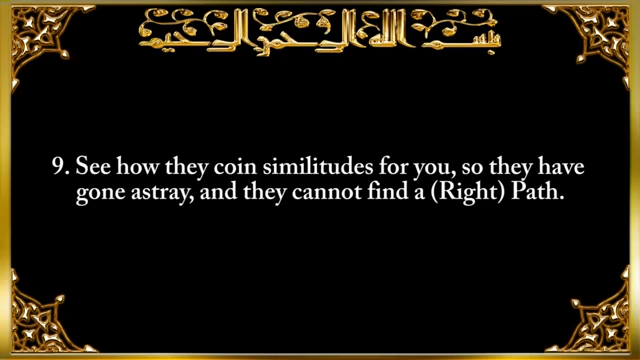 بسم الله الرحمن الرحيم
9. See how they coin similitudes for you, so they have
gone astray, and they cannot find a (Right) Path.